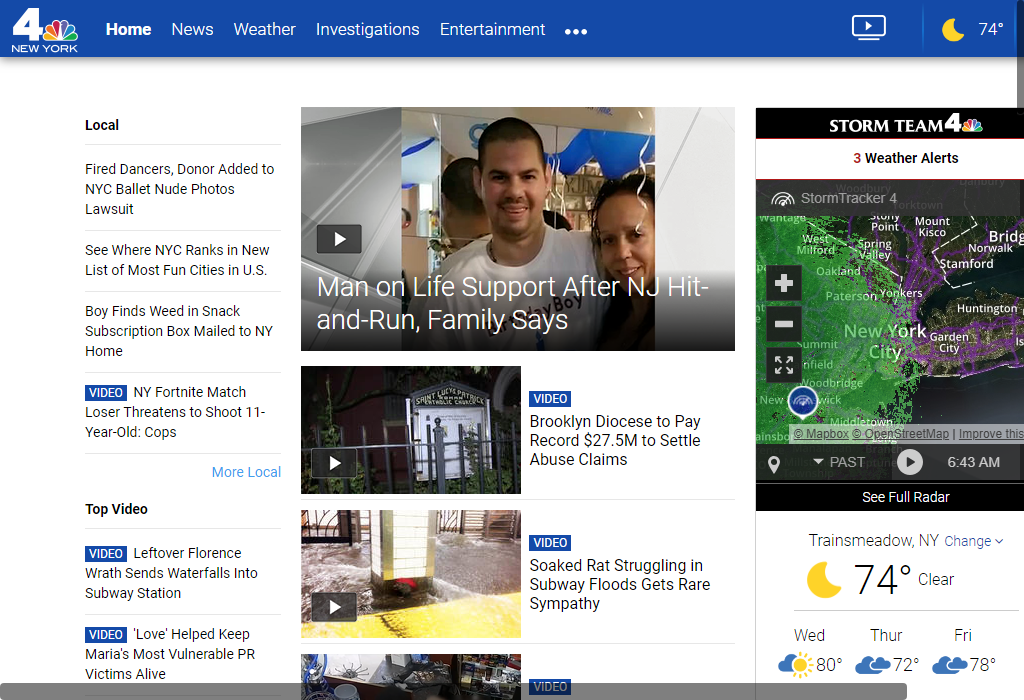 4
NEW YORK
Home
News
Weather
Investigations
Entertainment
74°
Local
Fired Dancers, Donor Added to
NYC Ballet Nude Photos
Lawsuit
See Where NYC Ranks in New
List of Most Fun Cities in U.S.
Boy Finds Weed in Snack
Subscription Box Mailed to NY
Home
VIDEO NY Fortnite Match
Loser Threatens to Shoot 11-
Year-Old: Cops
More Local
Top Video
VIDEO Leftover Florence
Wrath Sends Waterfalls Into
Subway Station
VIDEO 'Love' Helped Keep
Maria's Most Vulnerable PR
Victims Alive
Man on Life Support After NJ Hit-
and-Run, Family Says
VIDEO
Brooklyn Diocese to Pay
Record $27.5M to Settle
Abuse Claims
VIDEO
Soaked Rat Struggling in
Subway Floods Gets Rare
Sympathy
VIDEO
STORM TEAM 4
3 Weather Alerts
StormTracker 4
Woodbury
Danbury
Yorktown
Wantage
Stony
Point
Mount
Kisco
West
Milford
Spring
Valley
Bridg
Norwalk
Stamford
Oakland
Paterson
Yonkers
Huntington
New York
City
Garden
City
Is
Summit
nfield
Woodbridge
New
wick
Middletown
ainsbo
© Mapbox © OpenStreetMap | Improve this
PAST
6:43 AM
See Full Radar
Trainsmeadow, NY Change
74° Clear
Wed
Thur
Fri
80°
72°
78°